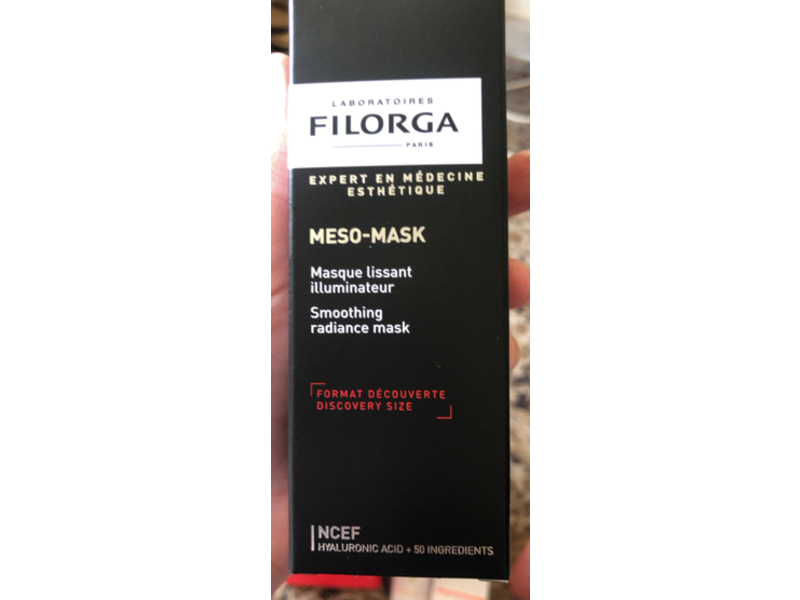 LABORATOIRES
FILORGA
PARIS
EXPERT EN MÉDECINE
ESTHÉTIQUE
MESO-MASK
Masque lissant
illuminateur
Smoothing
radiance mask
FORMAT DÉCOUVERTE
DISCOVERY SIZE
NCEF
HYALURONIC ACID + 50 INGREDIENTS